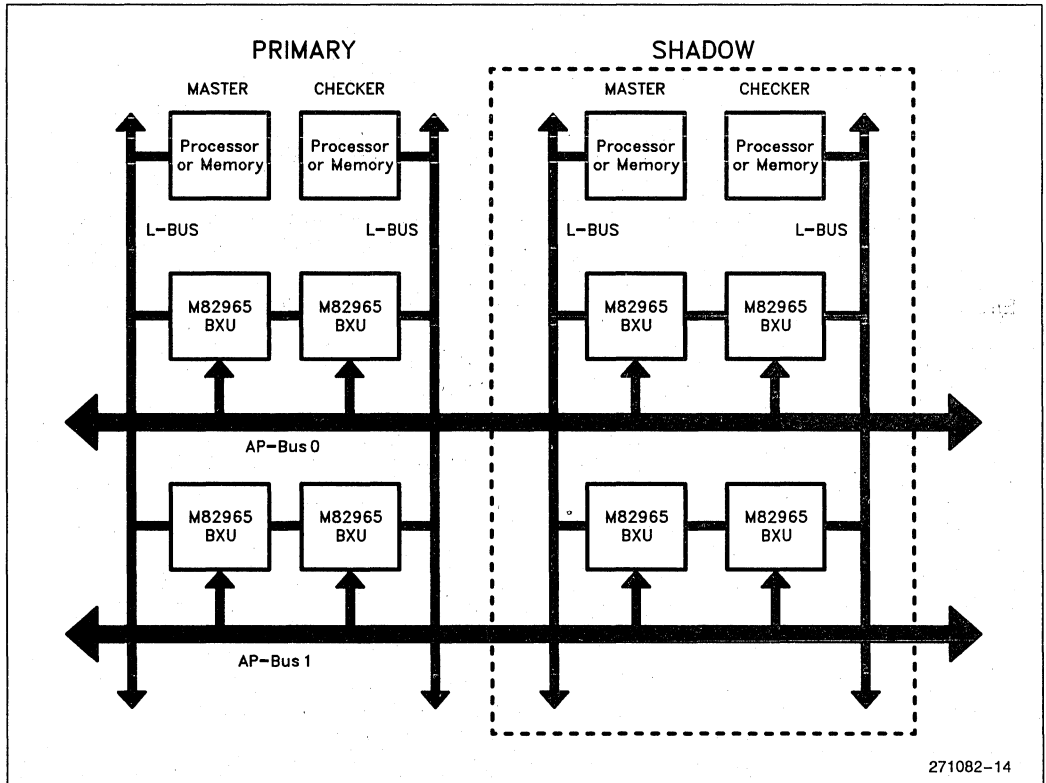 PRIMARY
SHADOW
MASTER
CHECKER
MASTER
CHECKER
Processor
or Memory
Processor
or Memory
Processor
or Memory
Processor
or Memory
L-BUS
L-BUS
L-BUS
L-BUS
M82965
BXU
M82965
BXU
M82965
BXU
M82965
BXU
AP-Bus 0
M82965
BXU
M82965
BXU
M82965
BXU
M82965
BXU
AP-Bus 1
271082-14